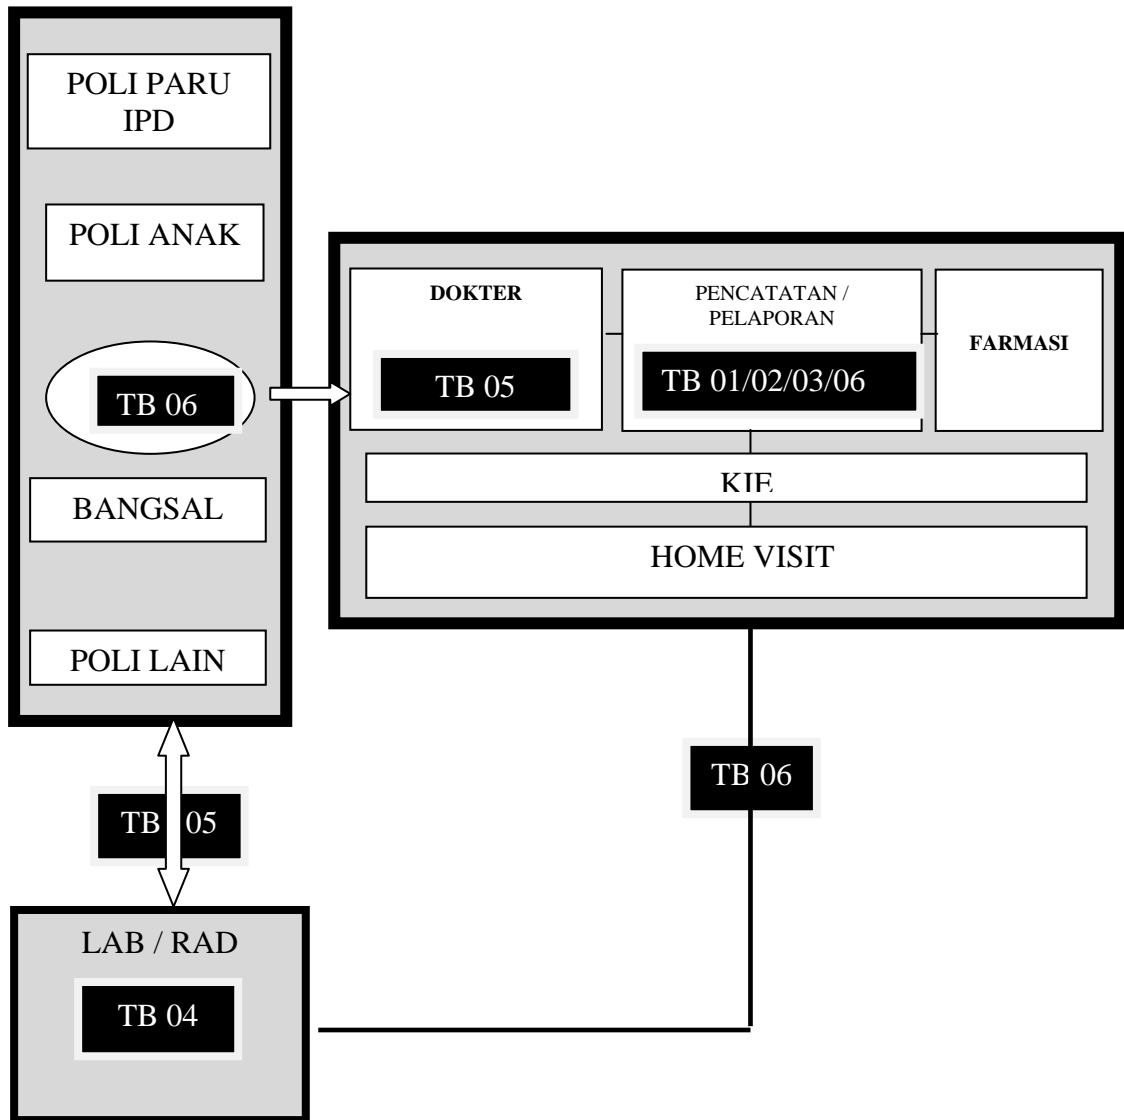 POLI PARU
IPD
POLI ANAK
TB 06
BANGSAL
POLI LAIN
DOKTER
TB 05
PENCATATAN /
PELAPORAN
TB 01/02/03/06
FARMASI
KIE
HOME VISIT
TB 05
TB 06
LAB / RAD
TB 04